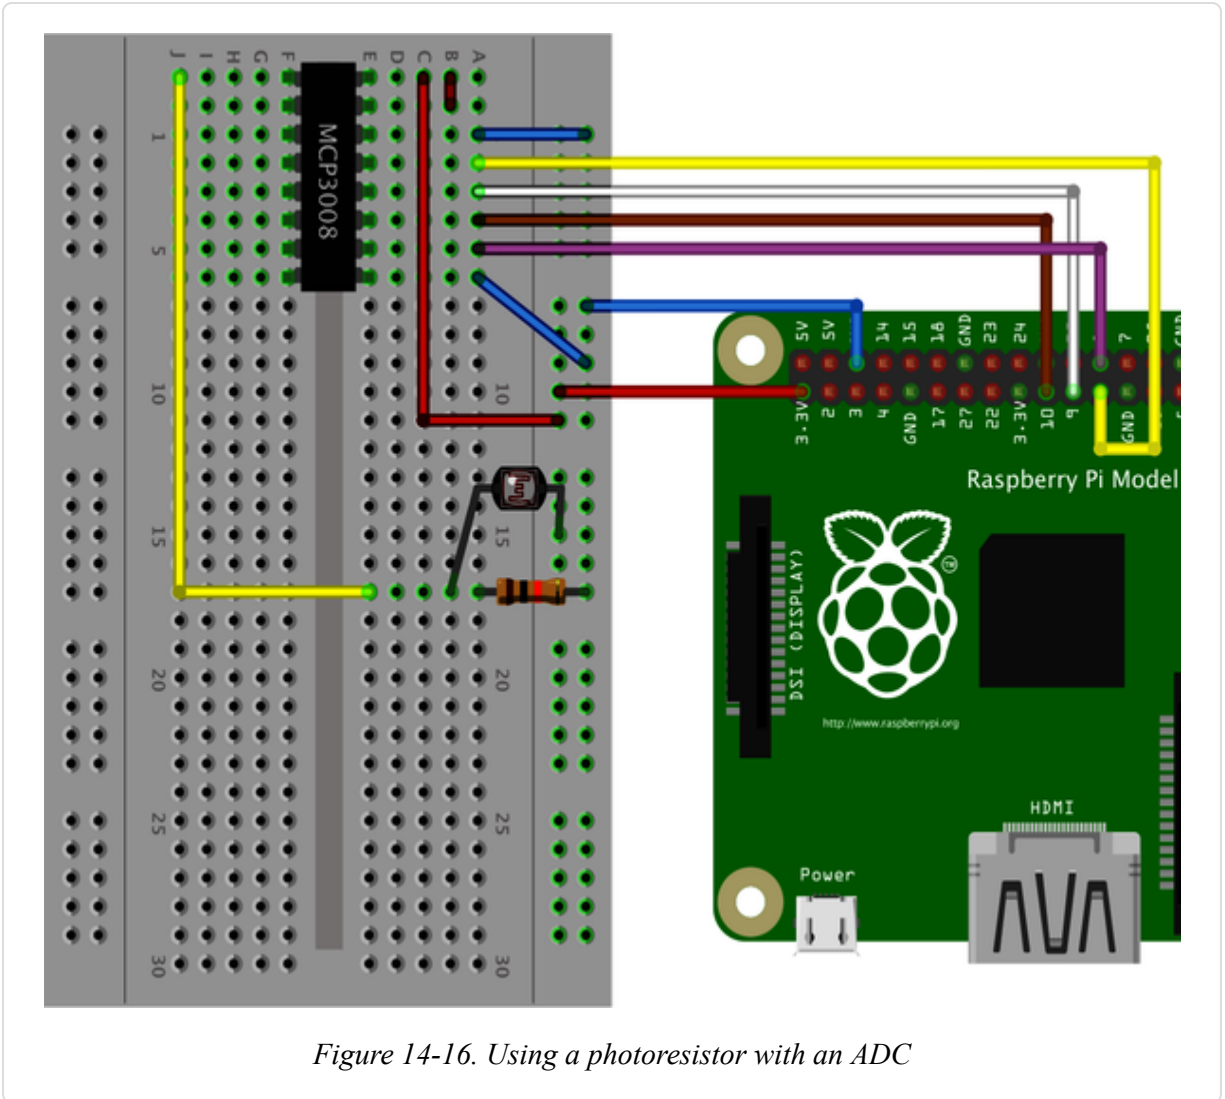 J I H G F E D C B A
MCP3008
1
5
10 10
15 15
20 20
25 25
30 30
5V 5V 14 15 18 GND 23 24 7
3.3V 2 3 4 GND 17 27 22 3.3V 10 9 GND
Raspberry Pi Model
TM
DSI (DISPLAY)
http://www.raspberrypi.org
HDMI
Power
Figure 14-16. Using a photoresistor with an ADC